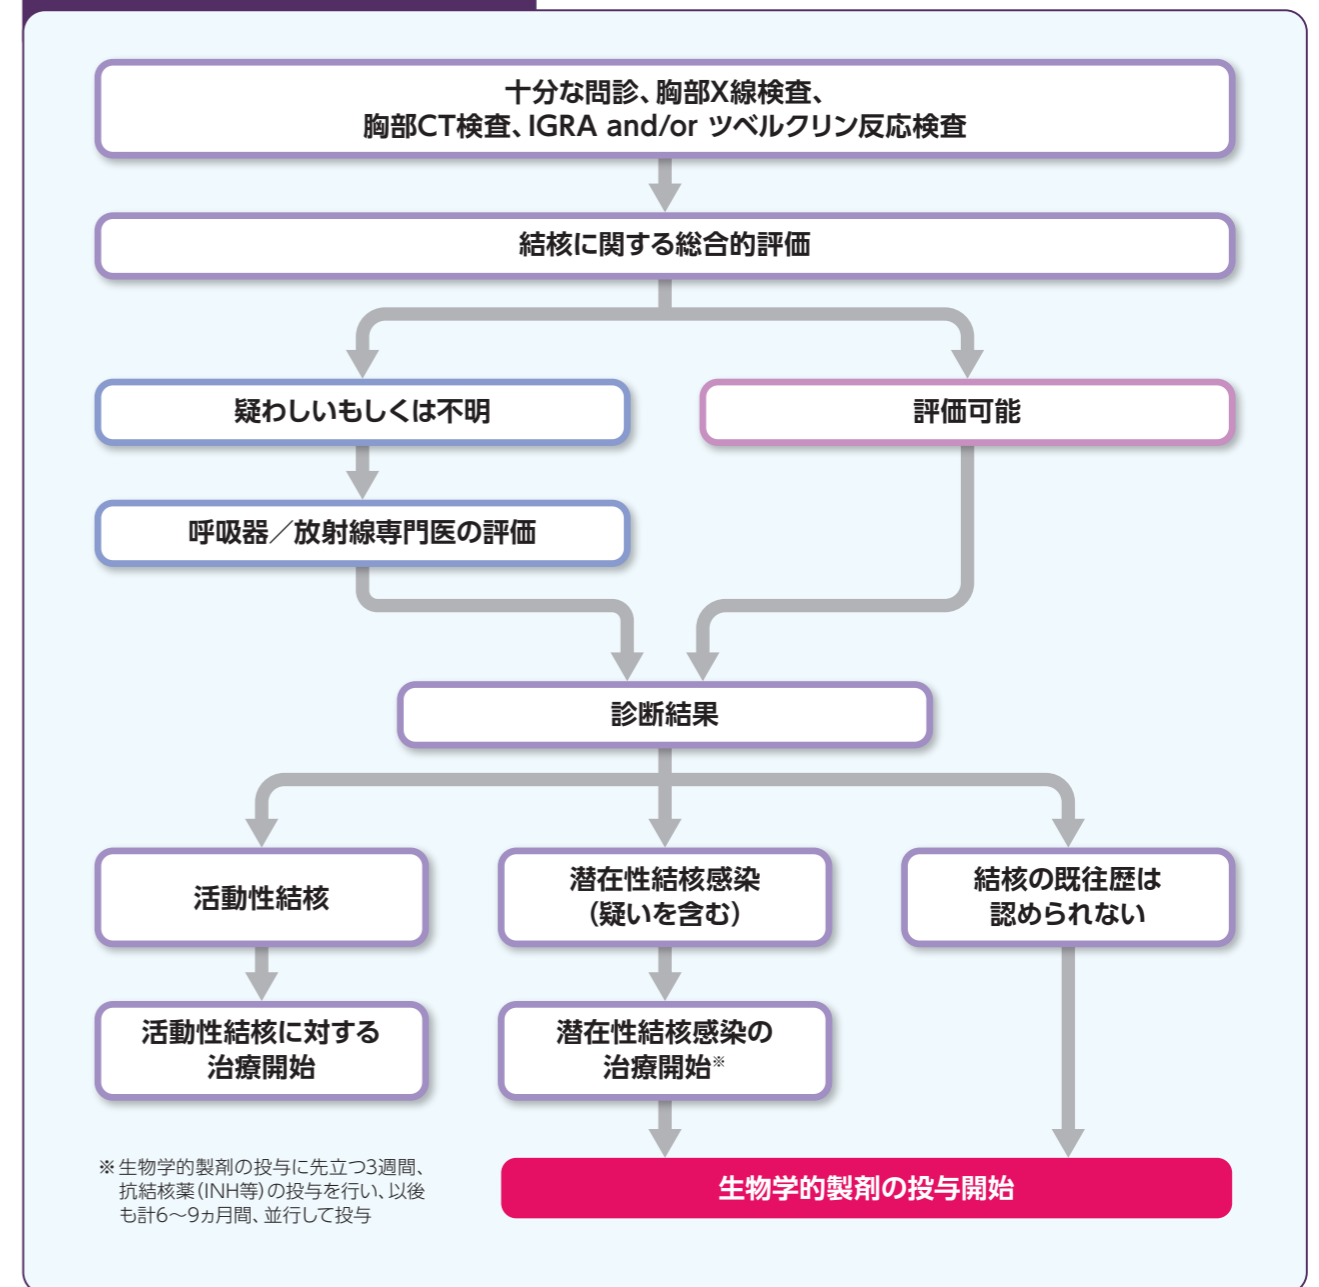 十分な問診、胸部X線検査、
胸部CT検査、IGRA and/or ツベルクリン反応検査
結核に関する総合的評価
疑わしいもしくは不明
評価可能
呼吸器／放射線専門医の評価
診断結果
活動性結核
潜在性結核感染
（疑いを含む）
結核の既往歴は
認められない
活動性結核に対する
治療開始
潜在性結核感染の
治療開始※
※生物学的製剤の投与に先立つ3週間、
抗結核薬（INH等）の投与を行い、以後
も計6〜9ヵ月間、並行して投与
生物学的製剤の投与開始